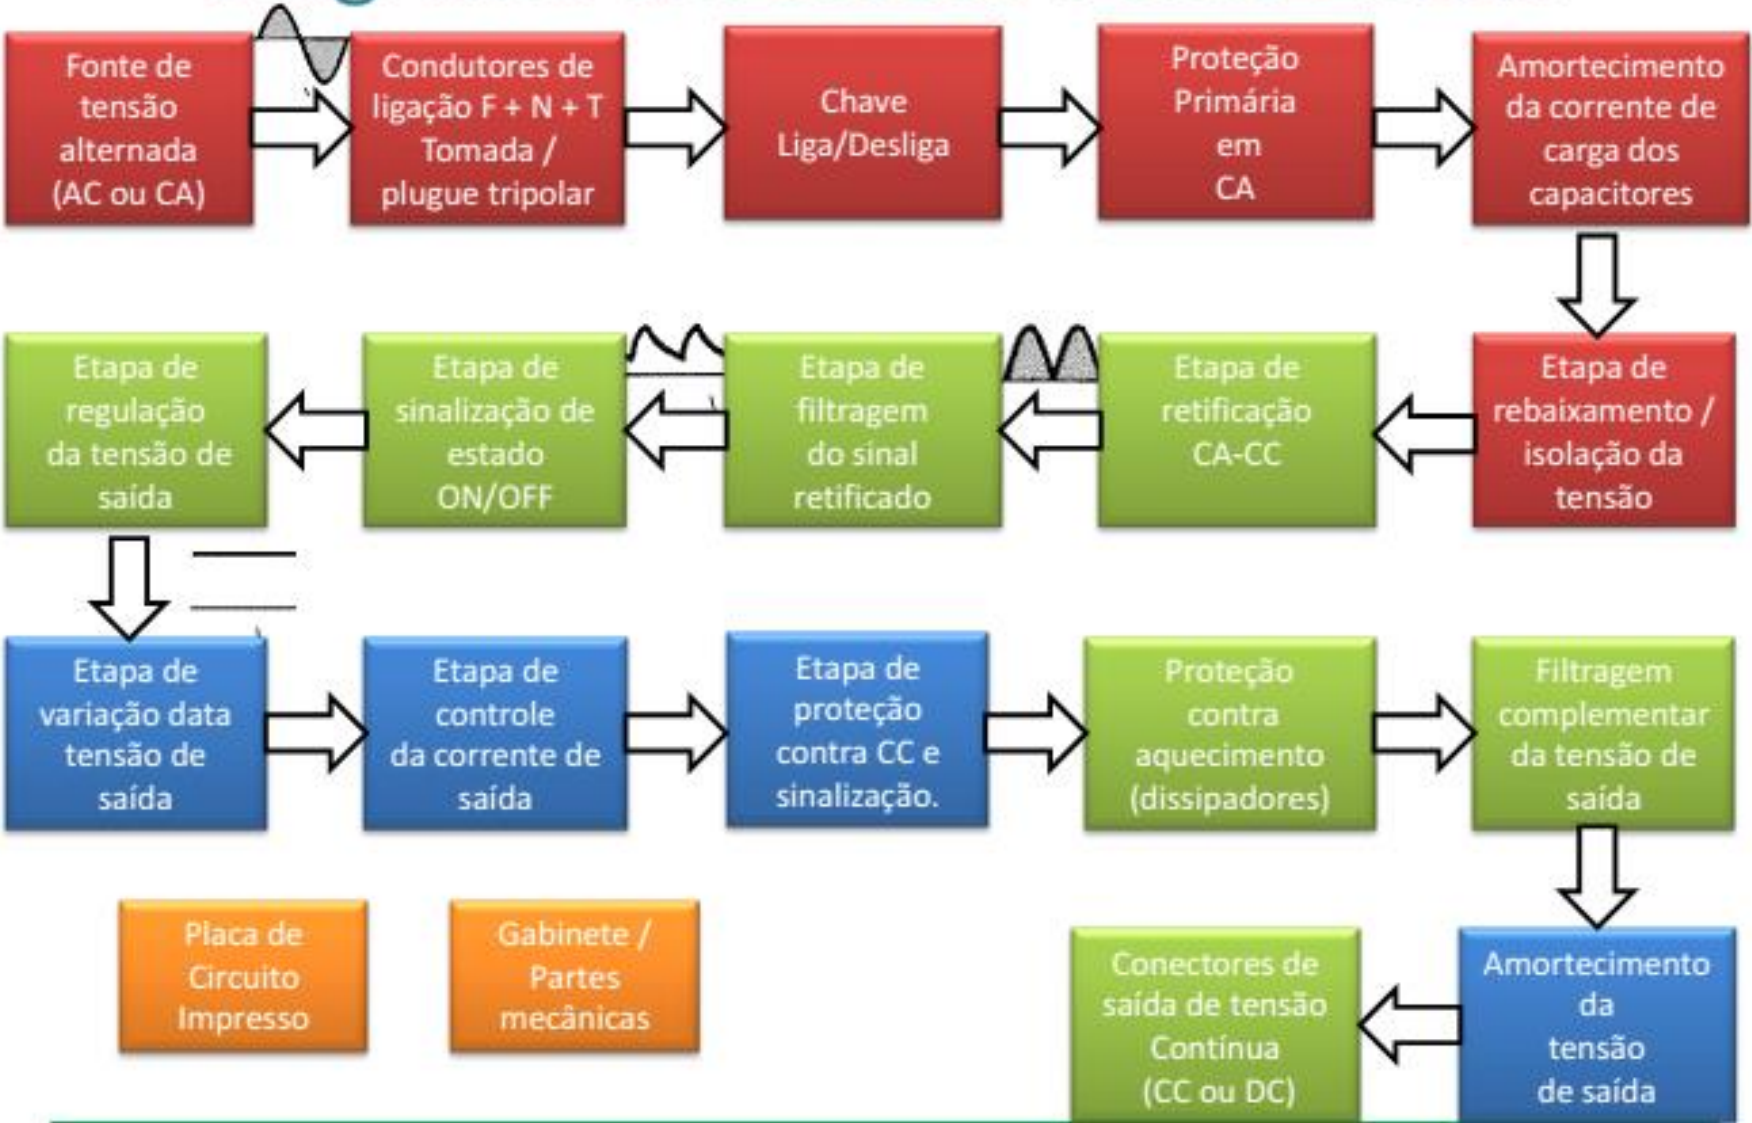 Fonte de
tensão
alternada
(AC ou CA)
Condutores de
ligação F + N + T
Tomada /
plugue tripolar
Chave
Liga/Desliga
Proteção
Primária
em
CA
Amortecimento
da corrente de
carga dos
capacitores
Etapa de
regulação
da tensão de
saída
Etapa de
sinalização de
estado
ON/OFF
Etapa de
filtragem
do sinal
retificado
Etapa de
retificação
CA-CC
Etapa de
rebaixamento /
isolação da
tensão
Etapa de
variação data
tensão de
saída
Etapa de
controle
da corrente de
saída
Etapa de
proteção
contra CC e
sinalização.
Proteção
contra
aquecimento
(dissipadores)
Filtragem
complementar
da tensão de
saída
Placa de
Circuito
Impresso
Gabinete /
Partes
mecânicas
Conectores de
saída de tensão
Contínua
(CC ou DC)
Amortecimento
da
tensão
de saída